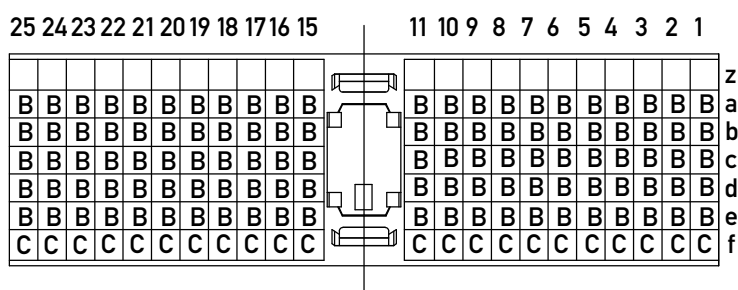 25 24 23 22 21 20 19 18 17 16 15 11 10 9 8 7 6 5 4 3 2 1
z
B B B B B B B B B B B B B B B B B B B B B B a
B B B B B B B B B B B B B B B B B B B B B B b
B B B B B B B B B B B B B B B B B B B B B B c
B B B B B B B B B B B B B B B B B B B B B B d
B B B B B B B B B B B B B B B B B B B B B B e
C C C C C C C C C C C C C C C C C C C C C C f